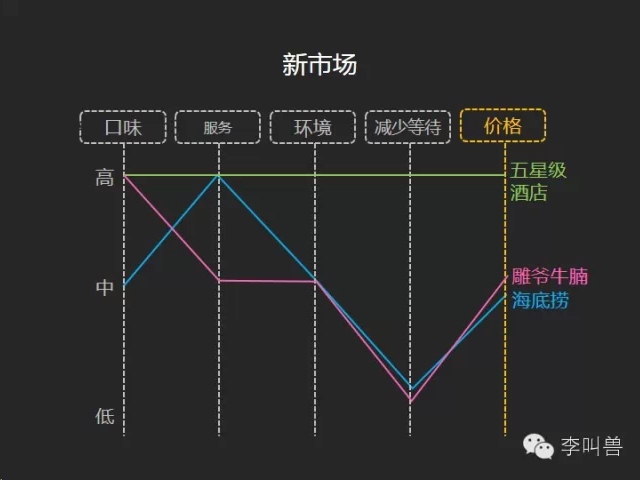 新市场
口味 服务 环境 减少等待 价格
高
五星级
酒店
中
雕爷牛腩
海底捞
低
李叫兽